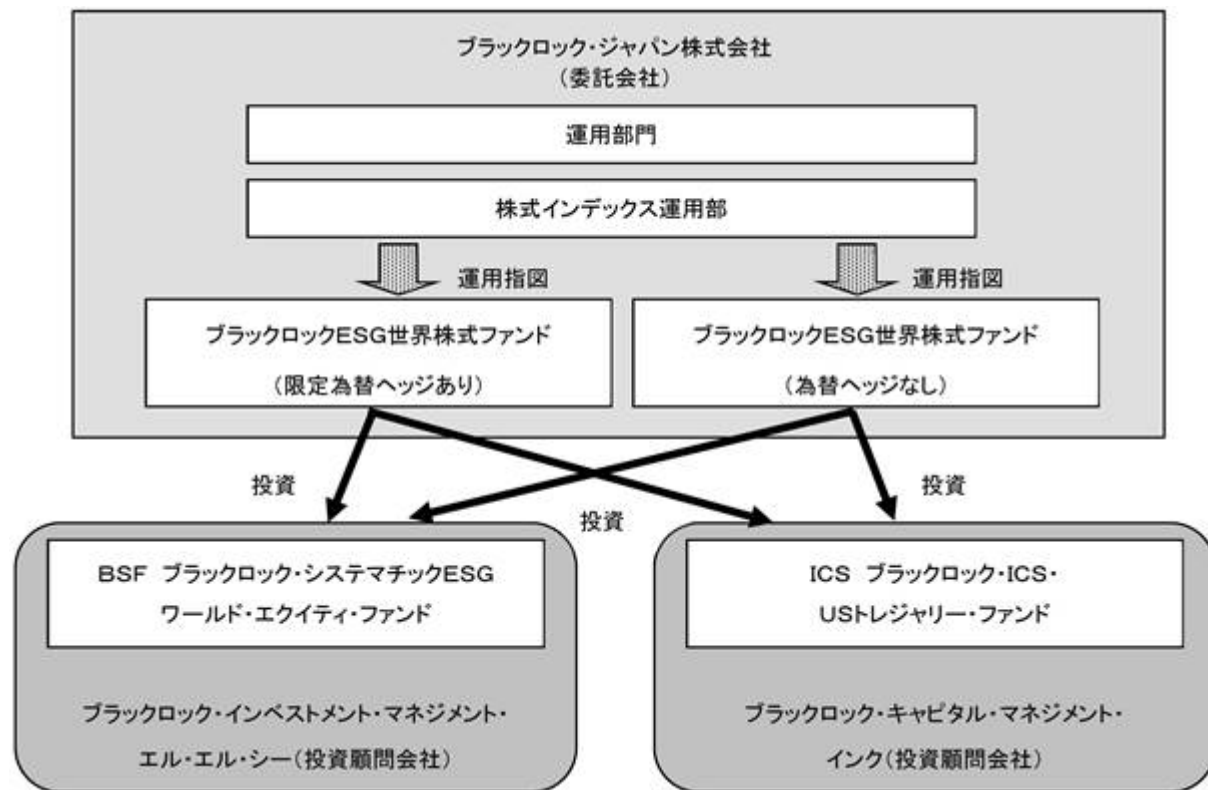 ブラックロック・ジャパン株式会社
（委託会社）
運用部門
株式インデックス運用部
運用指図
運用指図
ブラックロックＥＳＧ世界株式ファンド
（限定為替ヘッジあり）
ブラックロックＥＳＧ世界株式ファンド
（為替ヘッジなし）
投資
投資
投資
ＢＳＦ　ブラックロック・システマチックＥＳＧ
ワールド・エクイティ・ファンド
ブラックロック・インベストメント・マネジメント・
エル・エル・シー（投資顧問会社）
ＩＣＳ　ブラックロック・ＩＣＳ・
ＵＳトレジャリー・ファンド
ブラックロック・キャピタル・マネジメント・
インク（投資顧問会社）